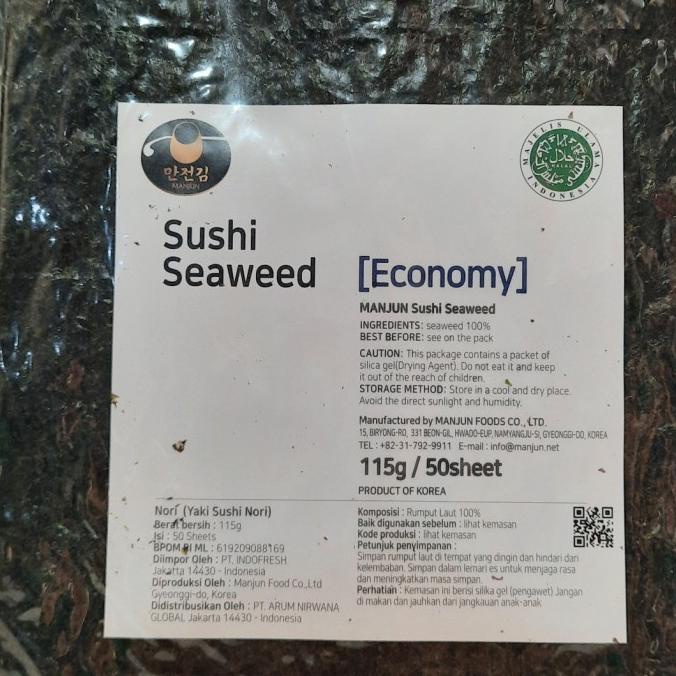 만전김
MANJUN
MAJELIS ULAMA
حلال
HALAL
INDONESIA
Sushi
Seaweed
[Economy]
MANJUN Sushi Seaweed
INGREDIENTS: seaweed 100%
BEST BEFORE: see on the pack
CAUTION: This package contains a packet of
silica gel(Drying Agent). Do not eat it and keep
it out of the reach of children.
STORAGE METHOD: Store in a cool and dry place.
Avoid the direct sunlight and humidity.
Manufactured by MANJUN FOODS CO., LTD.
15, BIRYONG-RO, 331 BEON-GIL, HWADO-EUP, NAMYANGJU-SI, GYEONGGI-DO, KOREA
TEL : +82-31-792-9911 E-mail : info@manjun.net
115g / 50sheet
PRODUCT OF KOREA
Nori (Yaki Sushi Nori)
Berat bersih : 115g
Isi : 50 Sheets
BPOM RI ML : 619209088169
Diimpor Oleh : PT. INDOFRESH
Jakarta 14430 - Indonesia
Diproduksi Oleh : Manjun Food Co.,Ltd
Gyeonggi-do, Korea
Didistribusikan Oleh : PT. ARUM NIRWANA
GLOBAL Jakarta 14430 - Indonesia
Komposisi : Rumput Laut 100%
Baik digunakan sebelum : lihat kemasan
Kode produksi : lihat kemasan
Petunjuk penyimpanan :
Simpan rumput laut di tempat yang dingin dan hindari dari
kelembaban. Simpan dalam lemari es untuk menjaga rasa
dan meningkatkan masa simpan.
Perhatian : Kemasan ini berisi silika gel (pengawet) Jangan
di makan dan jauhkan dari jangkauan anak-anak